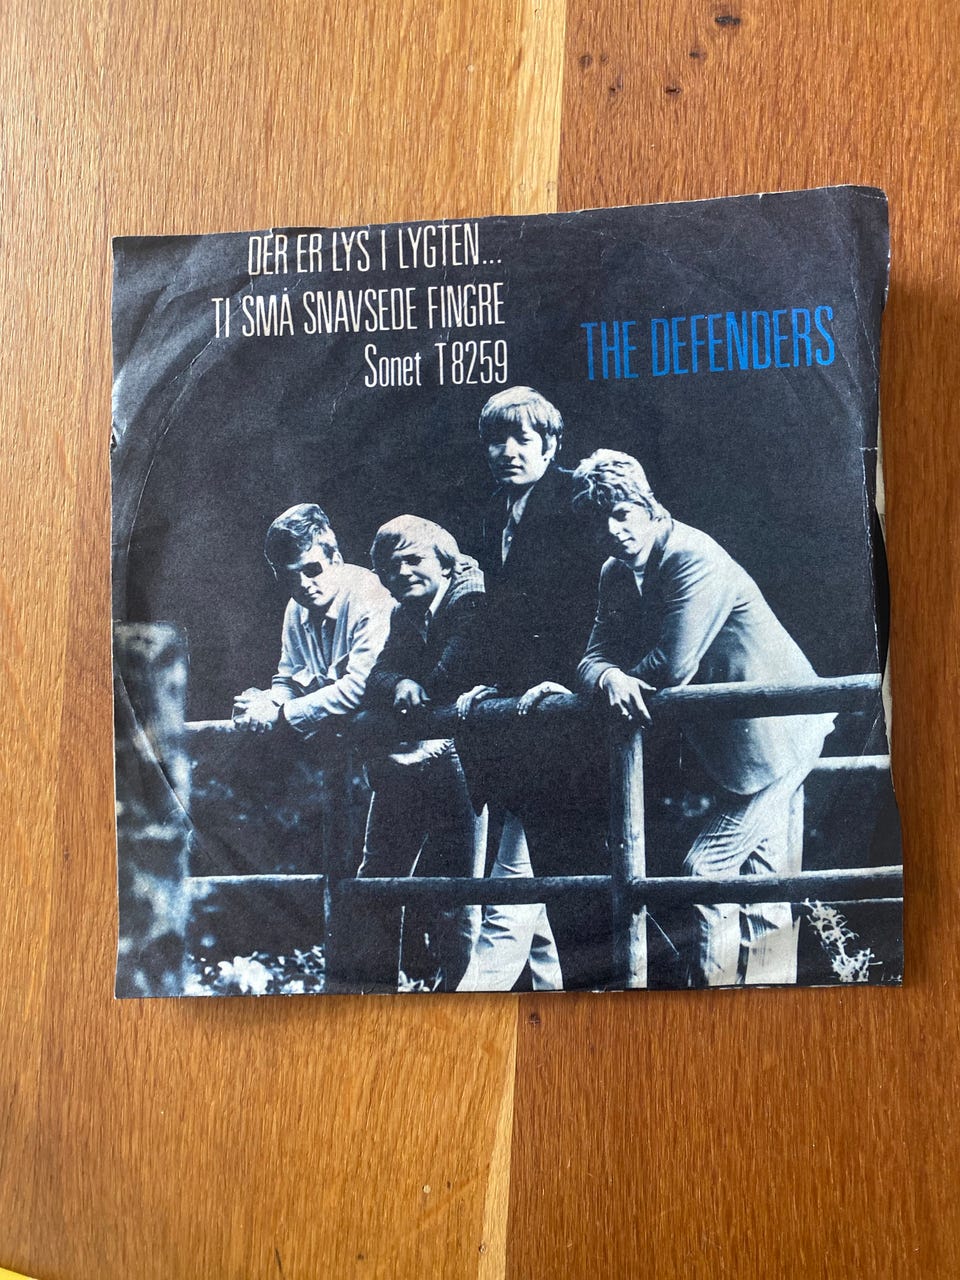 DER ER LYS I LYGTEN...
TI SMÅ SNAVSEDE FINGRE
Sonet T8259
THE DEFENDERS